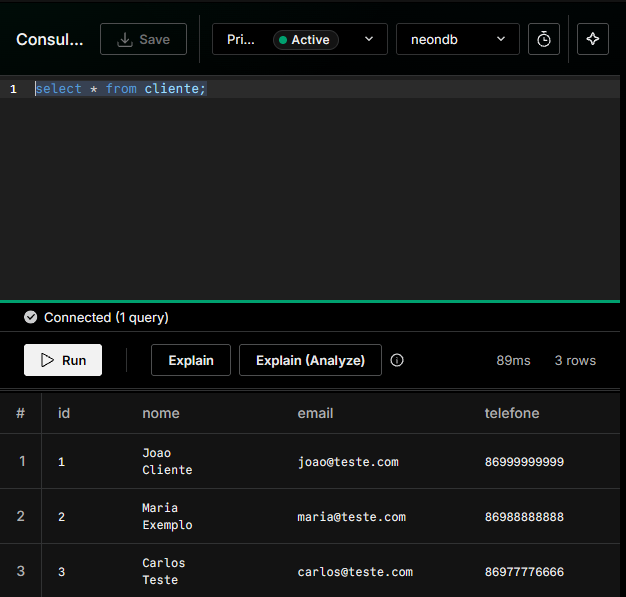 Consul... Save Pri... Active neondb
1 select * from cliente;
Connected (1 query)
Run Explain Explain (Analyze) 89ms 3 rows
# id nome email telefone
1 1 Joao Cliente joao@teste.com 86999999999
2 2 Maria Exemplo maria@teste.com 86988888888
3 3 Carlos Teste carlos@teste.com 86977776666